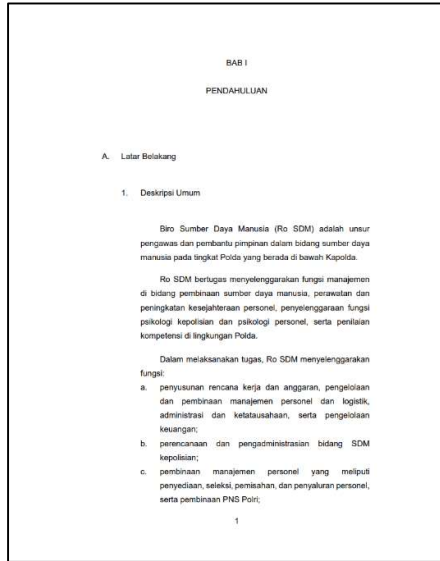 BAB I
PENDAHULUAN
A. Latar Belakang
1. Deskripsi Umum
Biro Sumber Daya Manusia (Ro SDM) adalah unsur
pengawas dan pembantu pimpinan dalam bidang sumber daya
manusia pada tingkat Polda yang berada di bawah Kapolda.
Ro SDM bertugas menyelenggarakan fungsi manajemen
di bidang pembinaan sumber daya manusia, perawatan dan
peningkatan kesejahteraan personel, penyelenggaraan fungsi
psikologi kepolisian dan psikologi personel, serta penilaian
kompetensi di lingkungan Polda.
Dalam melaksanakan tugas, Ro SDM menyelenggarakan
fungsi:
a. penyusunan rencana kerja dan anggaran, pengelolaan
dan pembinaan manajemen personel dan logistik,
administrasi dan ketatausahaan, serta pengelolaan
keuangan;
b. perencanaan dan pengadministrasian bidang SDM
kepolisian;
c. pembinaan manajemen personel yang meliputi
penyediaan, seleksi, pemisahan, dan penyaluran personel,
serta pembinaan PNS Polri;
1